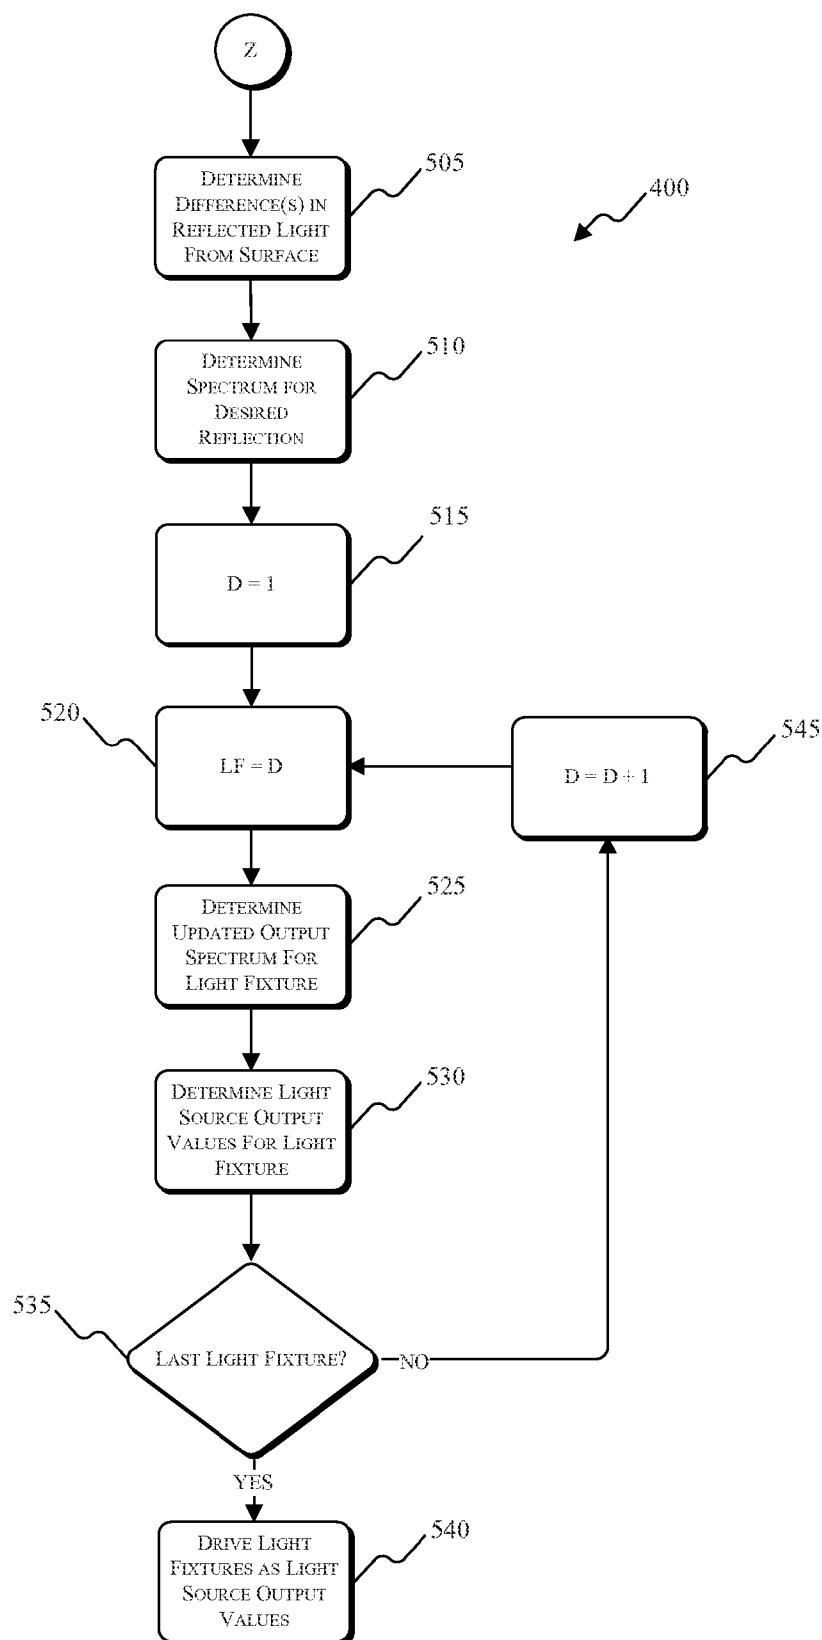 Z
DETERMINE
DIFFERENCE(S) IN
REFLECTED LIGHT
FROM SURFACE
505
400
DETERMINE
SPECTRUM FOR
DESIRED
REFLECTION
510
D = 1
515
520
LF = D
D = D + 1
545
DETERMINE
UPDATED OUTPUT
SPECTRUM FOR
LIGHT FIXTURE
525
DETERMINE LIGHT
SOURCE OUTPUT
VALUES FOR LIGHT
FIXTURE
530
535
LAST LIGHT FIXTURE?
NO
YES
DRIVE LIGHT
FIXTURES AS LIGHT
SOURCE OUTPUT
VALUES
540